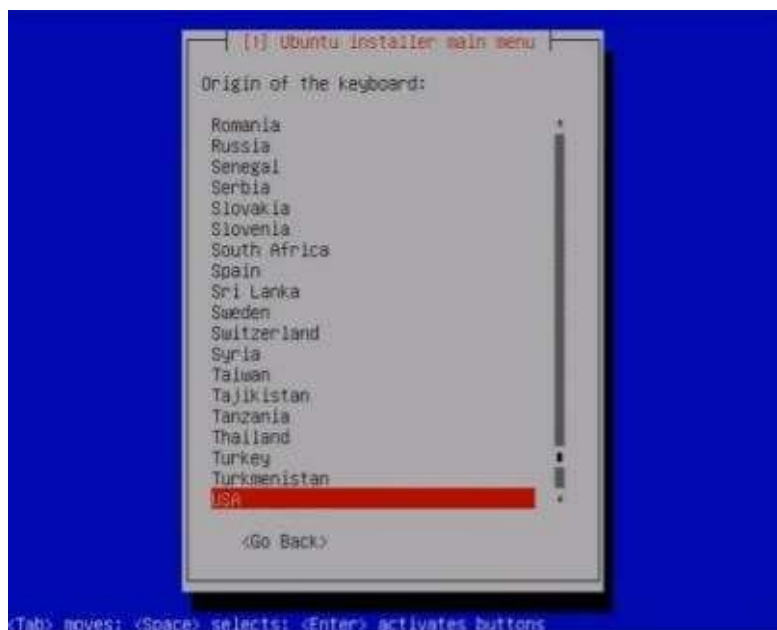 [!] Ubuntu installer main menu
Origin of the keyboard:
Romania
Russia
Senegal
Serbia
Slovakia
Slovenia
South Africa
Spain
Sri Lanka
Sweden
Switzerland
Syria
Taiwan
Tajikistan
Tanzania
Thailand
Turkey
Turkmenistan
USA
<Go Back>
<Tab> moves; <Space> selects; <Enter> activates buttons